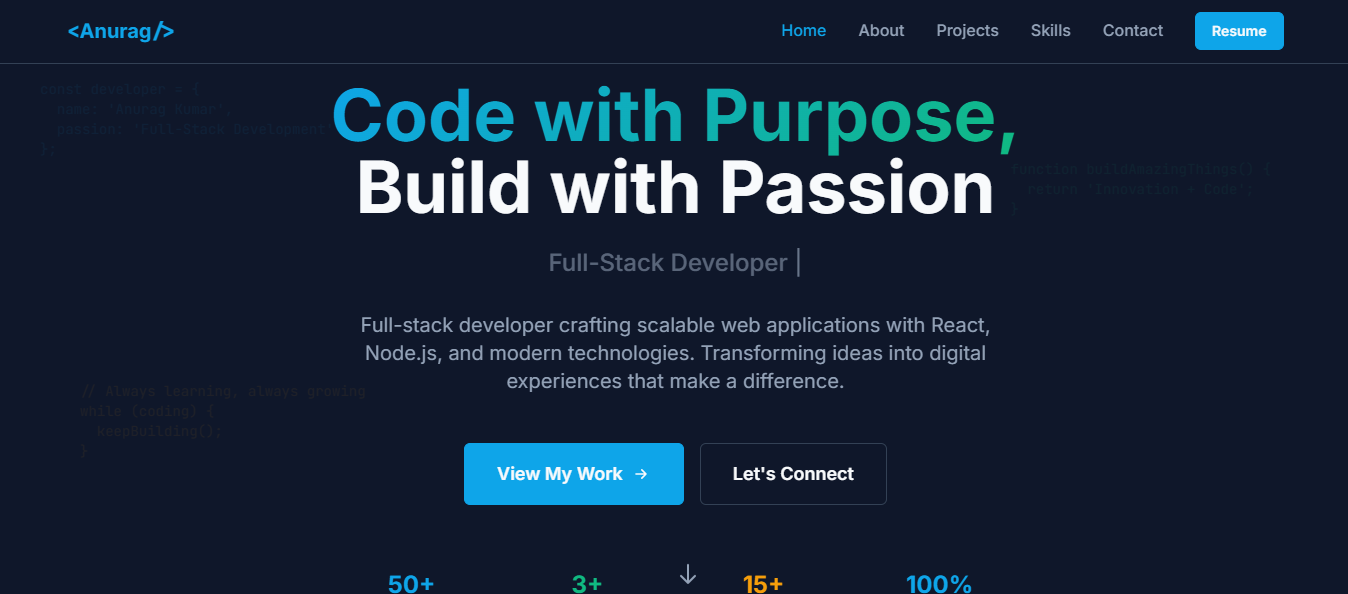 <Anurag/>
Home About Projects Skills Contact Resume
const developer = {
name: 'Anurag Kumar',
passion: 'Full-Stack Development'
};
Code with Purpose,
Build with Passion
function buildAmazingThings() {
return 'Innovation + Code';
}
Full-Stack Developer |
Full-stack developer crafting scalable web applications with React,
Node.js, and modern technologies. Transforming ideas into digital
experiences that make a difference.
// Always learning, always growing
while (coding) {
keepBuilding();
}
View My Work →
Let's Connect
50+ 3+ 15+ 100%